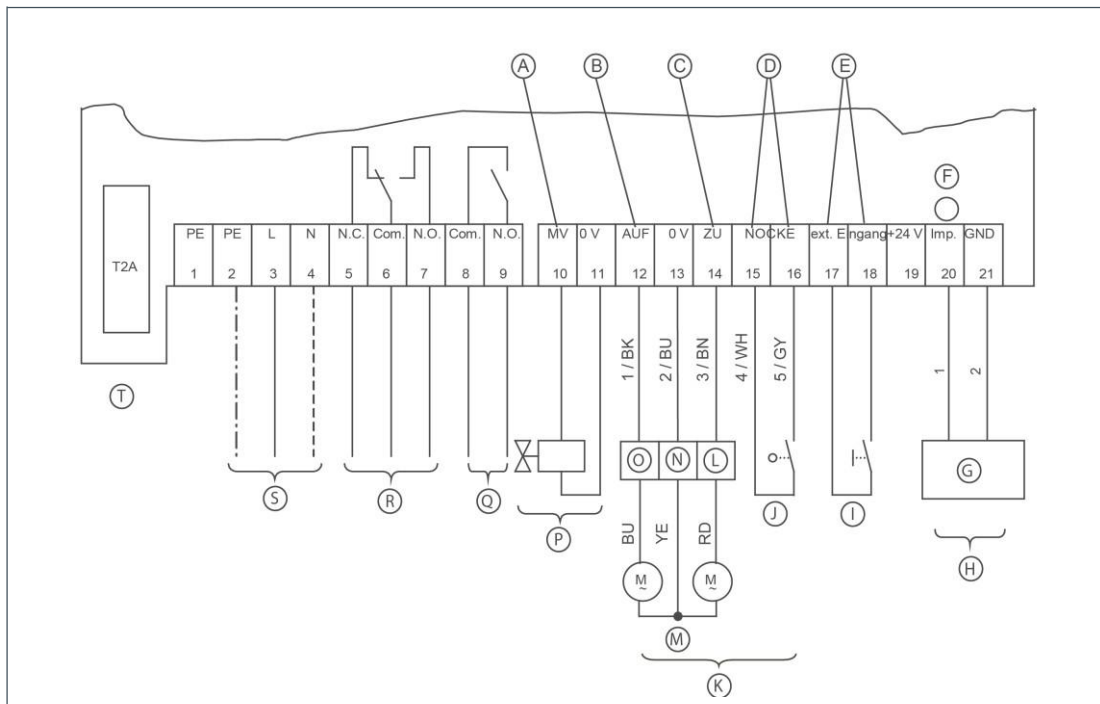 A B C D E
F
PE PE L N N.C. Com. N.O. Com. N.O. MV 0 V AUF 0 V ZU NOCKE ext. Eingang +24 V Imp. GND
T2A
1 2 3 4 5 6 7 8 9 10 11 12 13 14 15 16 17 18 19 20 21
1 / BK 2 / BU 3 / BN 4 / WH 5 / GY 1 2
T
O N L
G
S R Q J I
P
BU YE RD
H
M ~ M ~
M
K